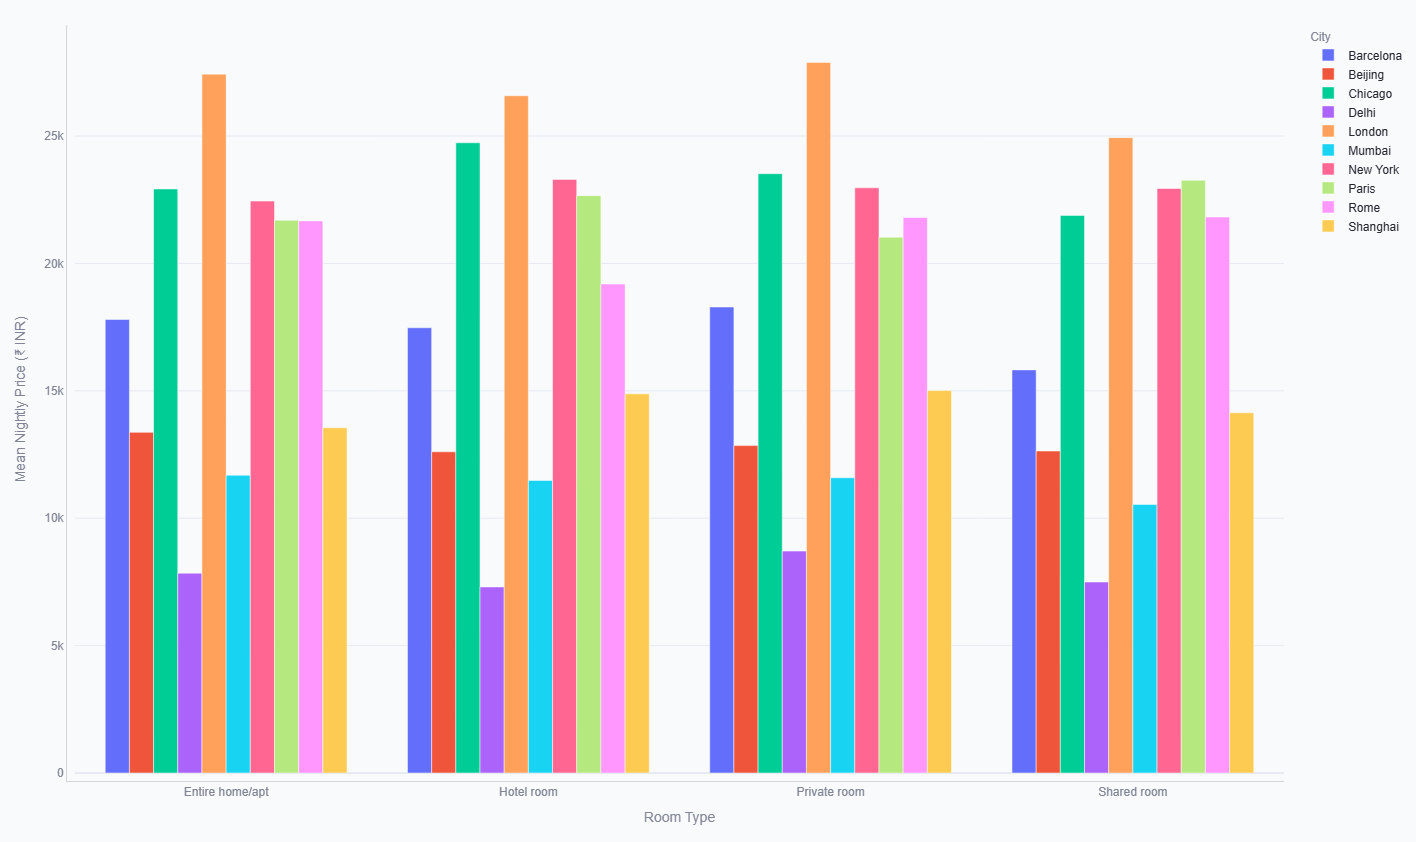 City
Barcelona
Beijing
Chicago
Delhi
London
Mumbai
New York
Paris
Rome
Shanghai
Mean Nightly Price (₹ INR)
25k
20k
15k
10k
5k
0
Entire home/apt
Hotel room
Private room
Shared room
Room Type